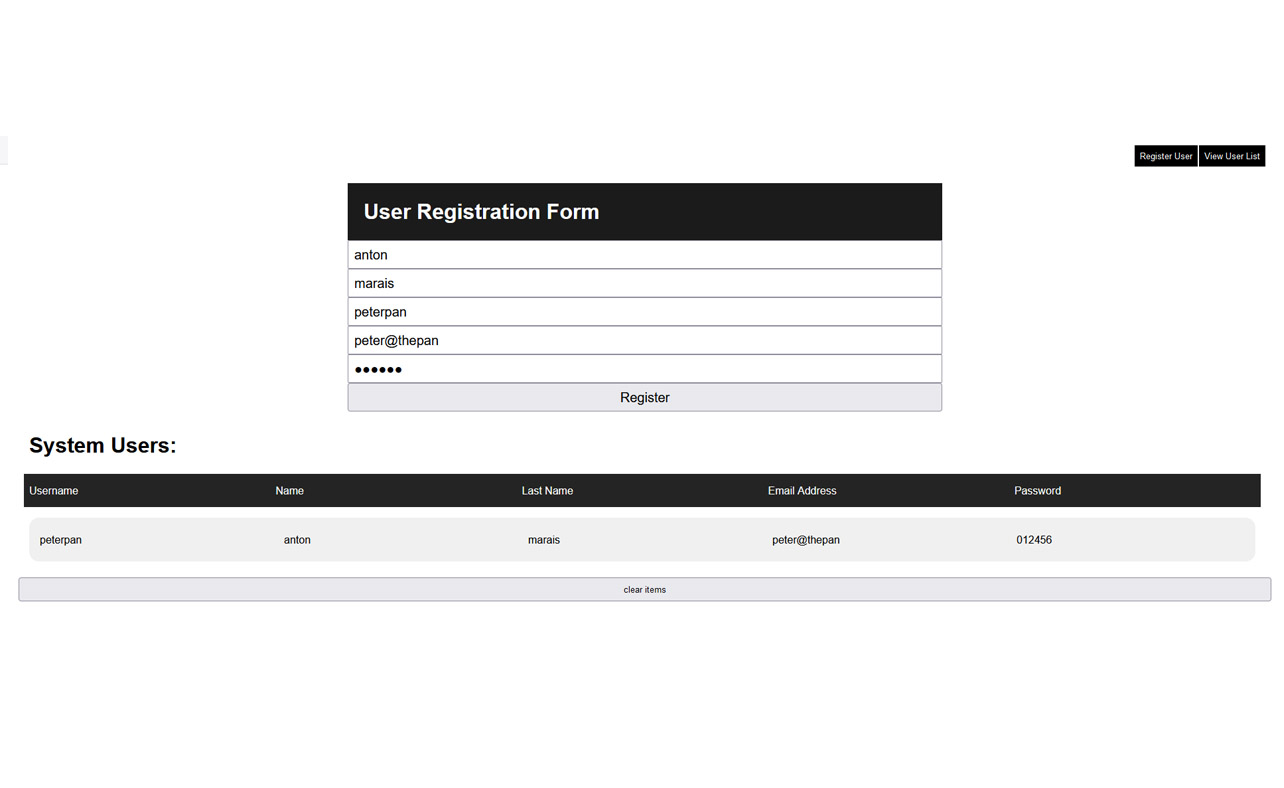 Register User View User List
User Registration Form
anton
marais
peterpan
peter@thepan
●●●●●●
Register
System Users:
Username Name Last Name Email Address Password
peterpan anton marais peter@thepan 012456
clear items